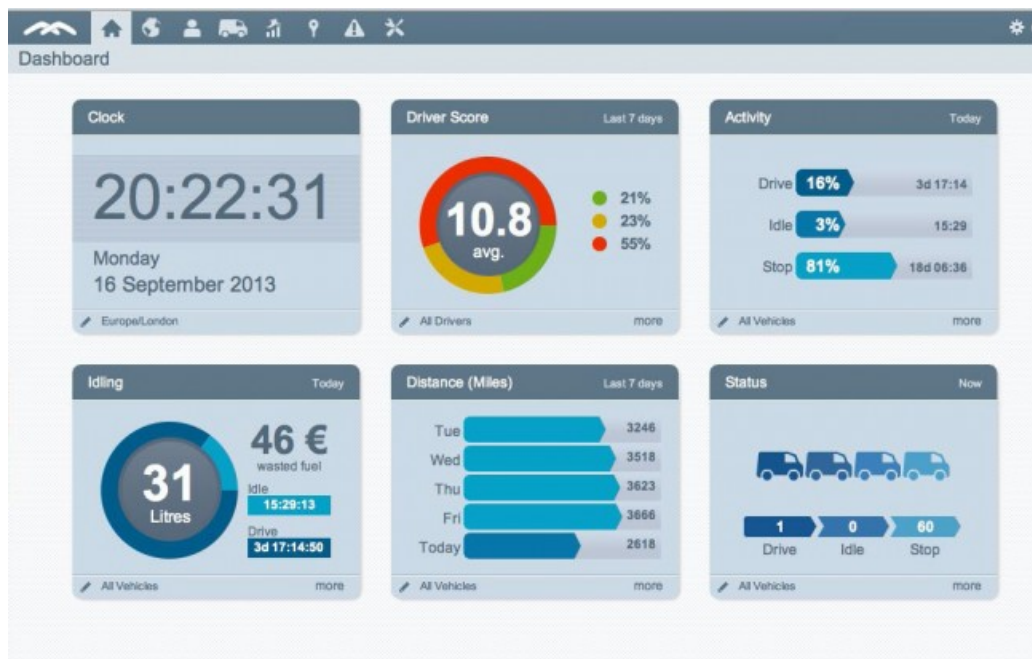 Dashboard
Clock
20:22:31
Monday
16 September 2013
Europe/London
Driver Score Last 7 days
10.8
avg.
21%
23%
55%
All Drivers more
Activity Today
Drive 16% 3d 17:14
Idle 3% 15:29
Stop 81% 18d 06:36
All Vehicles more
Idling Today
31
Litres
46 €
wasted fuel
Idle
15:29:13
Drive
3d 17:14:50
All Vehicles more
Distance (Miles) Last 7 days
Tue 3246
Wed 3518
Thu 3623
Fri 3666
Today 2618
All Vehicles more
Status Now
1 0 60
Drive Idle Stop
All Vehicles more